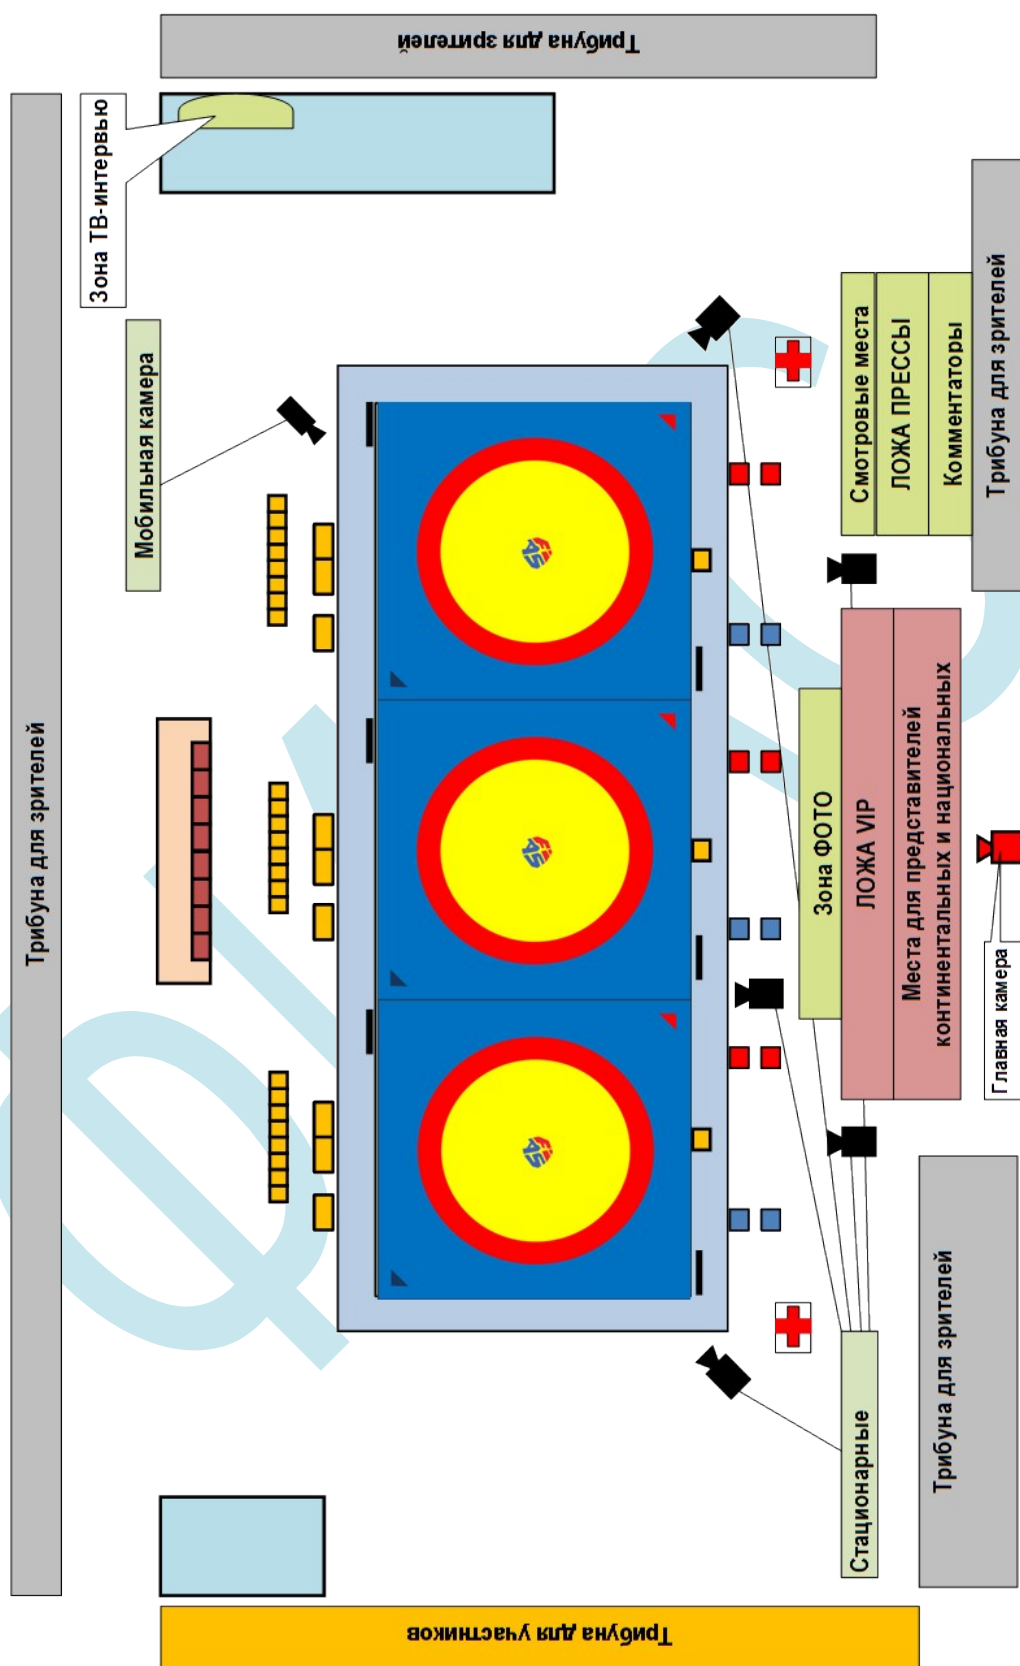 Трибуна для зрителей
Трибуна для зрителей
Зона ТВ-интервью
Мобильная камера
Смотровые места
ЛОЖА ПРЕССЫ
Комментаторы
Трибуна для зрителей
Зона ФОТО
ЛОЖА VIP
Места для представителей
континентальных и национальных
Главная камера
Стационарные
Трибуна для зрителей
Трибуна для участников